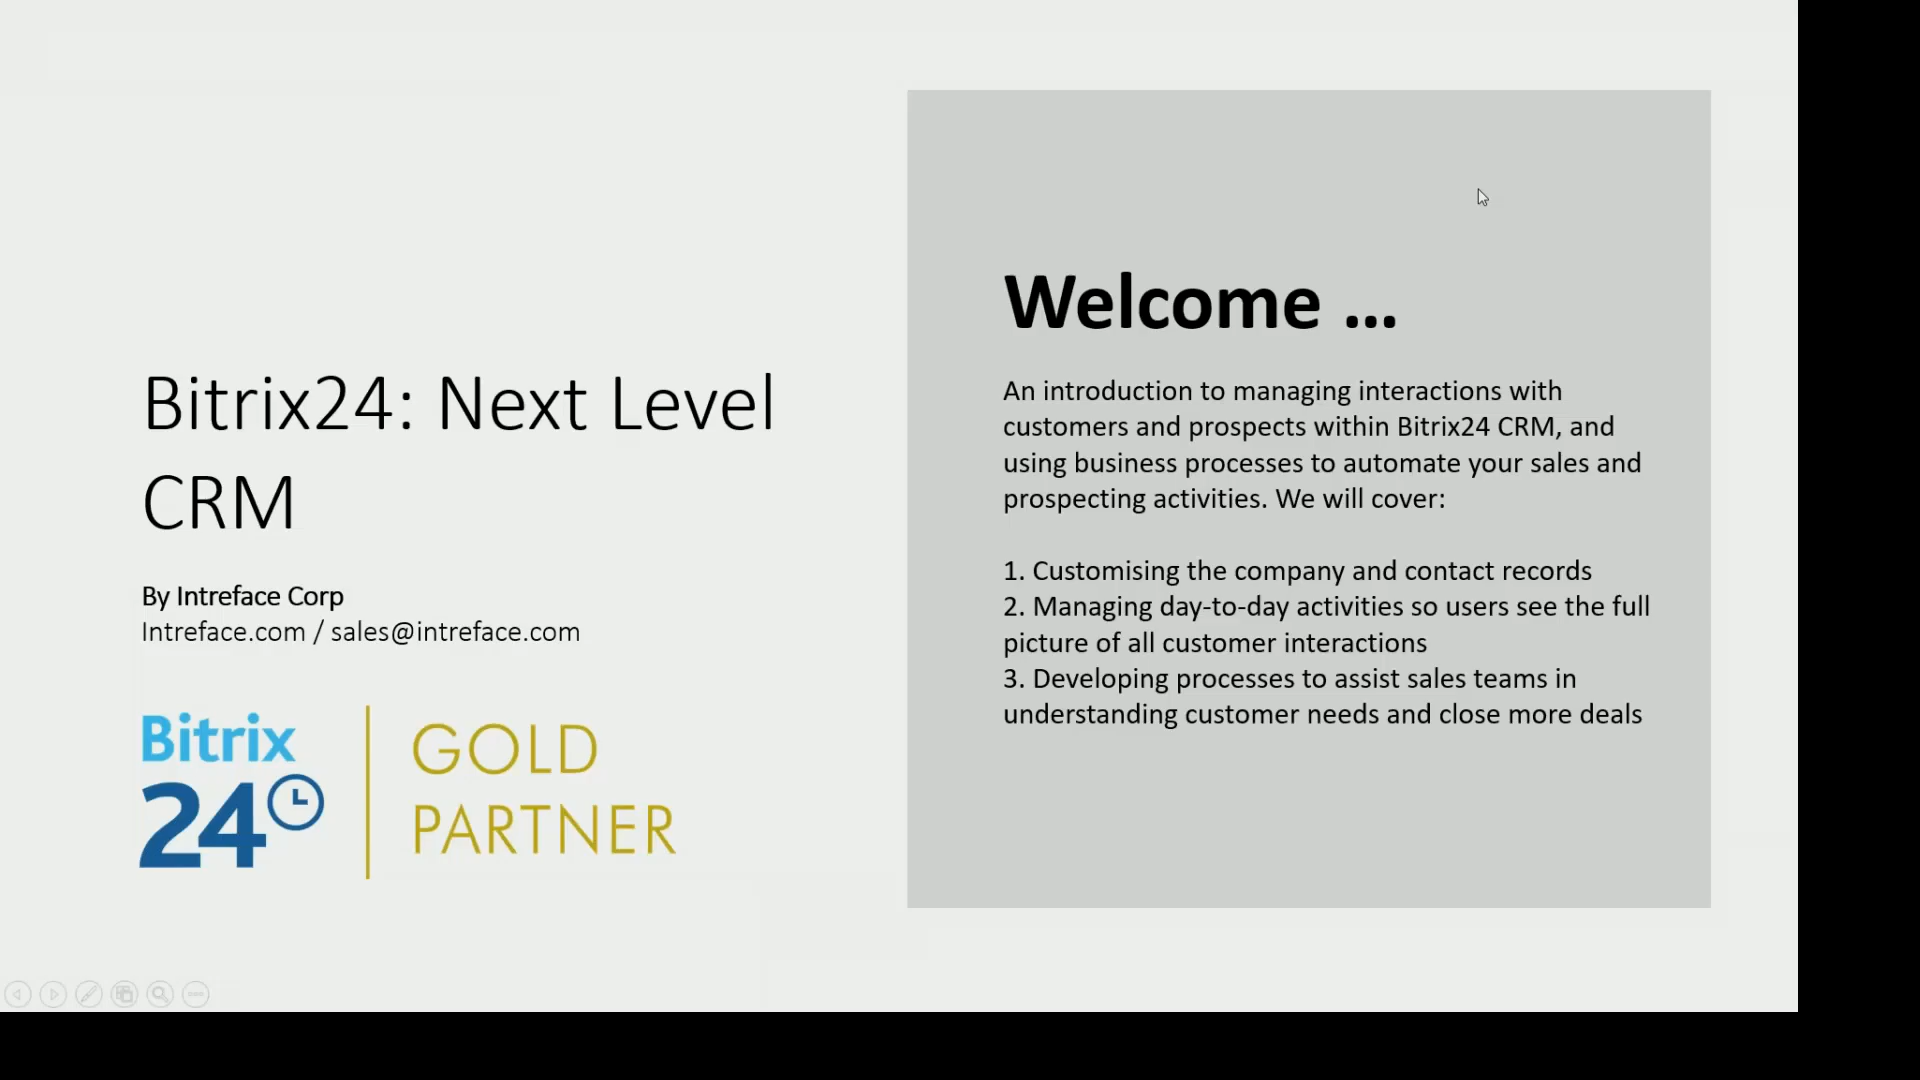 Bitrix24: Next Level
CRM
By Intreface Corp
Intreface.com / sales@intreface.com
Bitrix
24
GOLD
PARTNER
Welcome ...
An introduction to managing interactions with
customers and prospects within Bitrix24 CRM, and
using business processes to automate your sales and
prospecting activities. We will cover:
1. Customising the company and contact records
2. Managing day-to-day activities so users see the full
picture of all customer interactions
3. Developing processes to assist sales teams in
understanding customer needs and close more deals